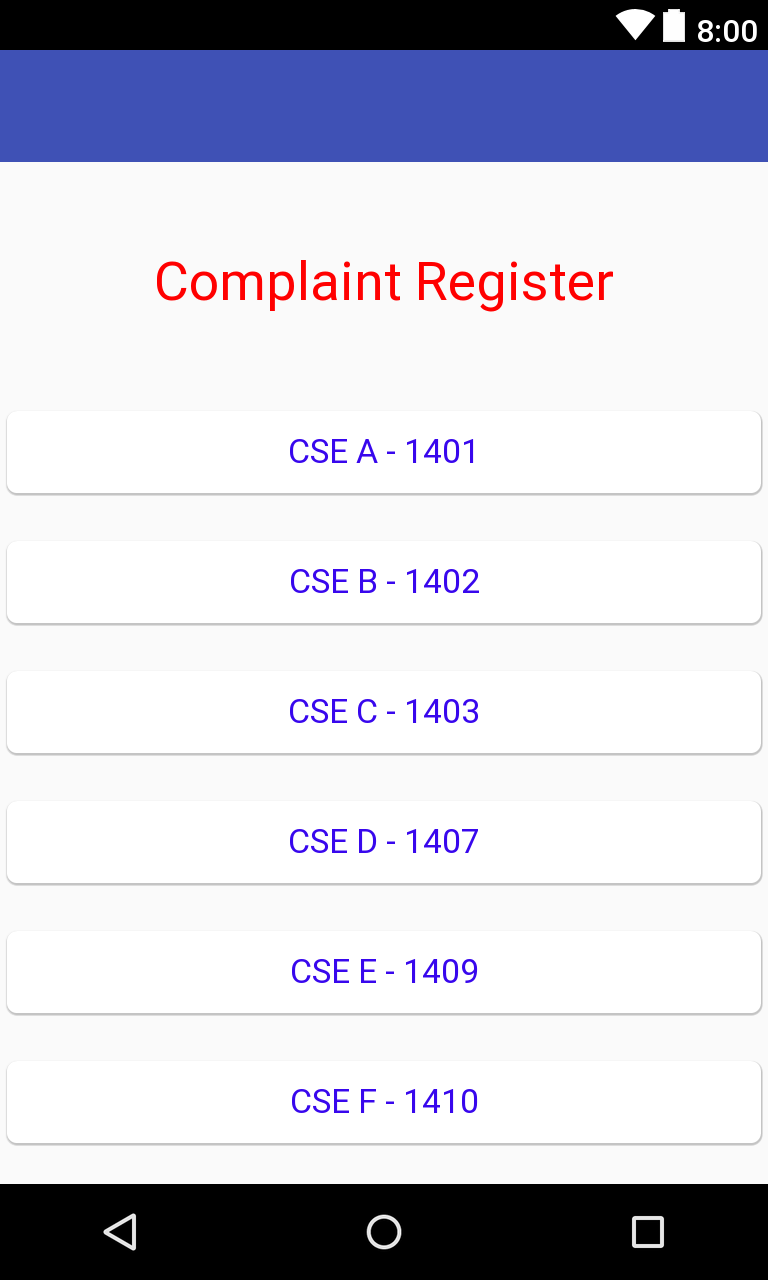 8:00
Complaint Register
CSE A - 1401
CSE B - 1402
CSE C - 1403
CSE D - 1407
CSE E - 1409
CSE F - 1410